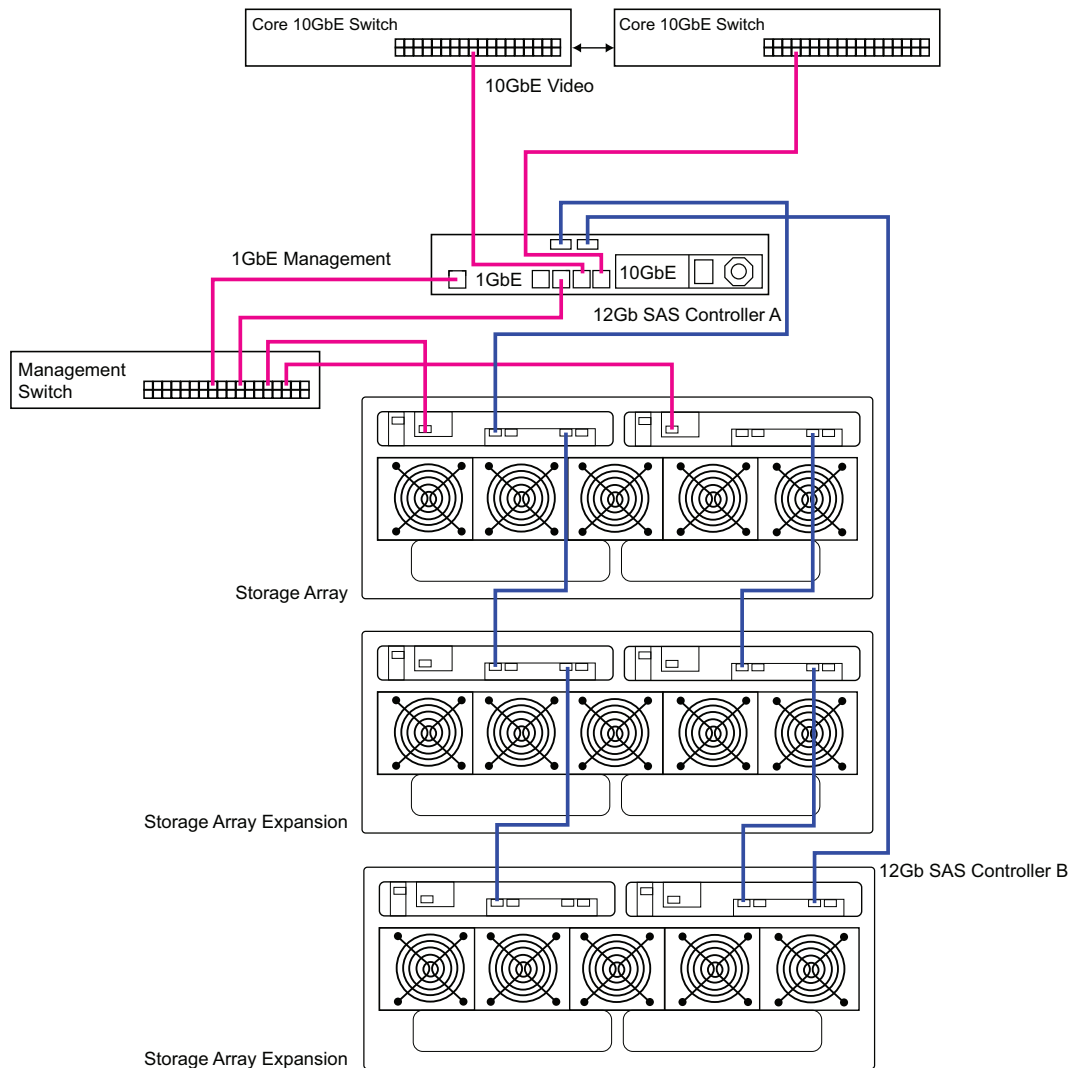 Core 10GbE Switch
Core 10GbE Switch
10GbE Video
1GbE Management
1GbE
10GbE
12Gb SAS Controller A
Management
Switch
Storage Array
Storage Array Expansion
12Gb SAS Controller B
Storage Array Expansion